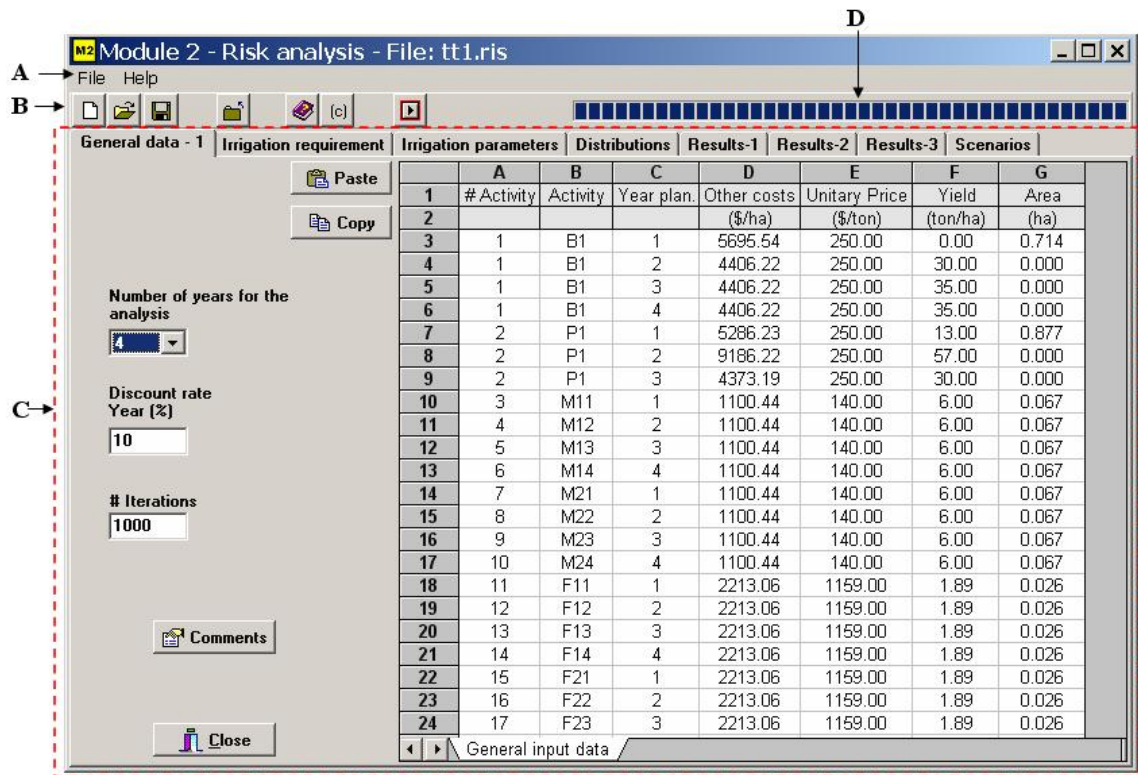 D
M2 Module 2 - Risk analysis - File: tt1.ris
A
File Help
B
(c)
General data - 1 Irrigation requirement Irrigation parameters Distributions Results-1 Results-2 Results-3 Scenarios
Paste
Copy
Number of years for the
analysis
4
C
Discount rate
Year (%)
10
# Iterations
1000
Comments
Close
A B C D E F G
1 # Activity Activity Year plan. Other costs Unitary Price Yield Area
2 ($/ha) ($/ton) (ton/ha) (ha)
3 1 B1 1 5695.54 250.00 0.00 0.714
4 1 B1 2 4406.22 250.00 30.00 0.000
5 1 B1 3 4406.22 250.00 35.00 0.000
6 1 B1 4 4406.22 250.00 35.00 0.000
7 2 P1 1 5286.23 250.00 13.00 0.877
8 2 P1 2 9186.22 250.00 57.00 0.000
9 2 P1 3 4373.19 250.00 30.00 0.000
10 3 M11 1 1100.44 140.00 6.00 0.067
11 4 M12 2 1100.44 140.00 6.00 0.067
12 5 M13 3 1100.44 140.00 6.00 0.067
13 6 M14 4 1100.44 140.00 6.00 0.067
14 7 M21 1 1100.44 140.00 6.00 0.067
15 8 M22 2 1100.44 140.00 6.00 0.067
16 9 M23 3 1100.44 140.00 6.00 0.067
17 10 M24 4 1100.44 140.00 6.00 0.067
18 11 F11 1 2213.06 1159.00 1.89 0.026
19 12 F12 2 2213.06 1159.00 1.89 0.026
20 13 F13 3 2213.06 1159.00 1.89 0.026
21 14 F14 4 2213.06 1159.00 1.89 0.026
22 15 F21 1 2213.06 1159.00 1.89 0.026
23 16 F22 2 2213.06 1159.00 1.89 0.026
24 17 F23 3 2213.06 1159.00 1.89 0.026
General input data